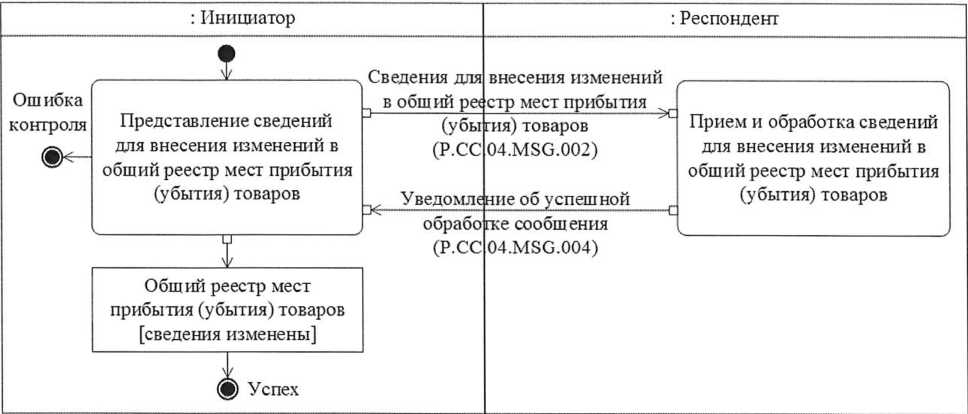 : Инициатор
: Респондент
Ошибка
контроля
Представление сведений
для внесения изменений в
общий реестр мест прибытия
(убытия) товаров
Сведения для внесения изменений
в общий реестр мест прибытия
(убытия) товаров
(P.CC.04.MSG.002)
Прием и обработка сведений
для внесения изменений в
общий реестр мест прибытия
(убытия) товаров
Уведомление об успешной
обработке сообщения
(P.CC.04.MSG.004)
Общий реестр мест
прибытия (убытия) товаров
[сведения изменены]
Успех